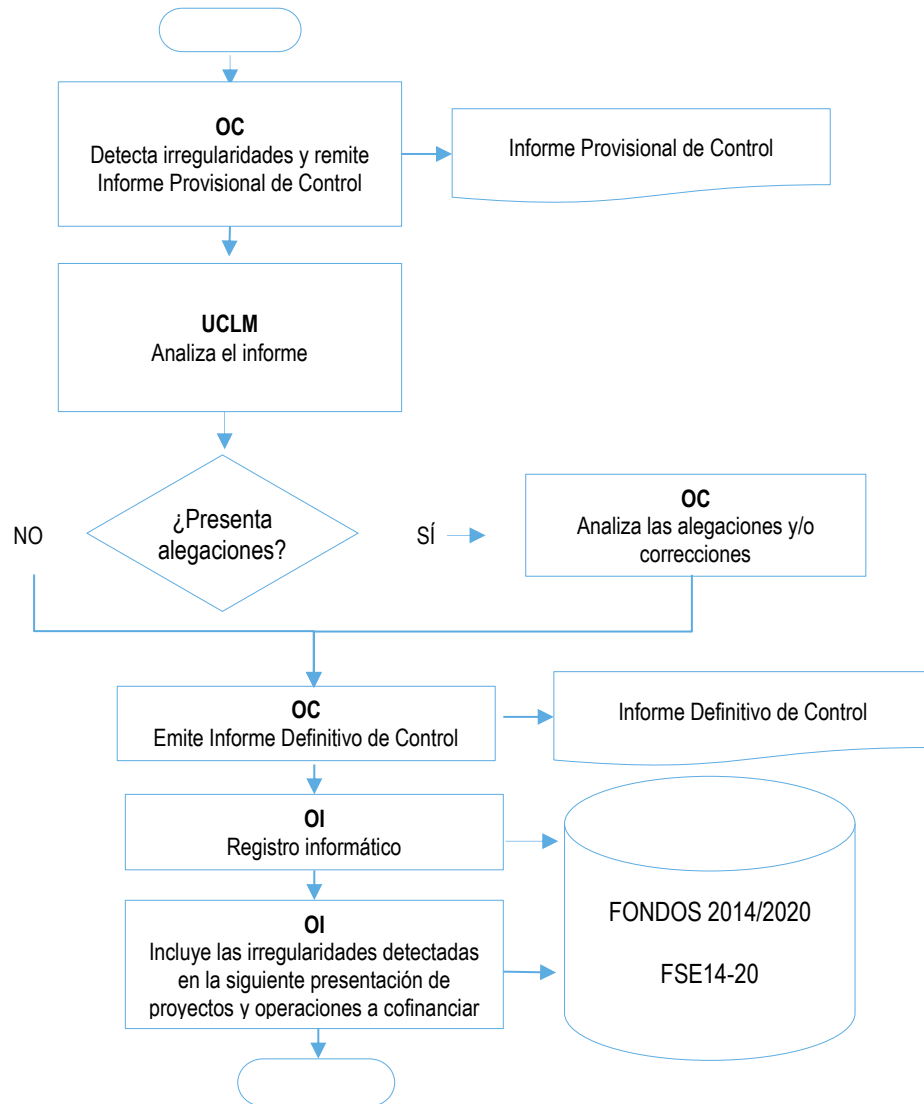 OC
Detecta irregularidades y remite
Informe Provisional de Control
Informe Provisional de Control
UCLM
Analiza el informe
¿Presenta
alegaciones?
NO
SÍ
OC
Analiza las alegaciones y/o
correcciones
OC
Emite Informe Definitivo de Control
Informe Definitivo de Control
OI
Registro informático
OI
Incluye las irregularidades detectadas
en la siguiente presentación de
proyectos y operaciones a cofinanciar
FONDOS 2014/2020
FSE14-20